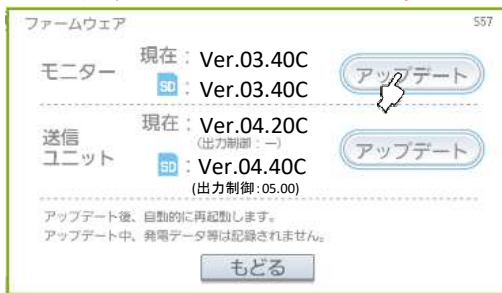 ファームウェア
S57
モニター
現在： Ver.03.40C
SD： Ver.03.40C
アップデート
送信
ユニット
現在： Ver.04.20C
(出力制御：ー)
SD： Ver.04.40C
(出力制御:05.00)
アップデート
アップデート後、自動的に再起動します。
アップデート中、発電データ等は記録されません。
もどる